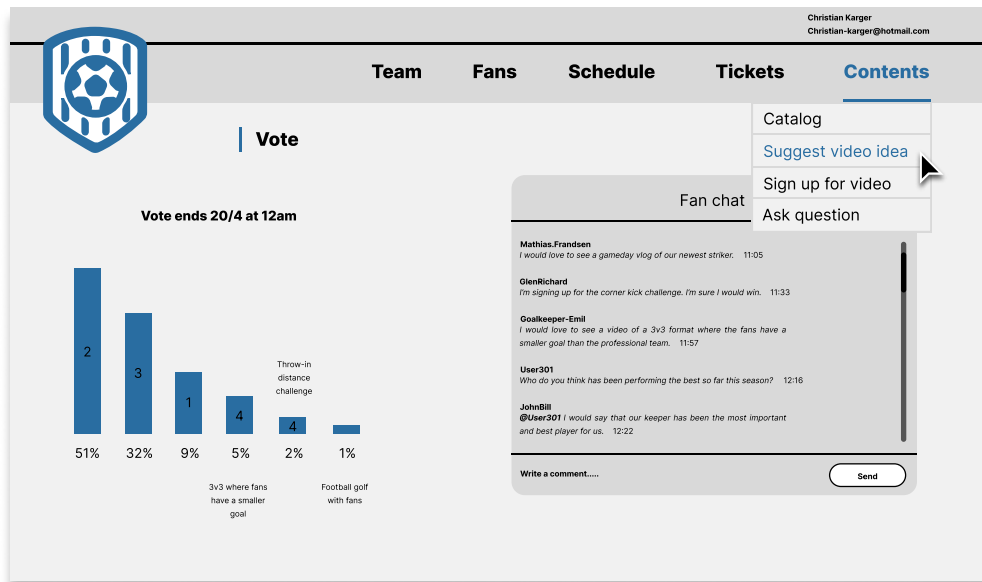 Christian Karger
Christian-karger@hotmail.com
Team Fans Schedule Tickets Contents
Catalog
Suggest video idea
Sign up for video
Ask question
Vote
Vote ends 20/4 at 12am
2
3
1
4
4
Throw-in
distance
challenge
51% 32% 9% 5% 2% 1%
3v3 where fans
have a smaller
goal
Football golf
with fans
Fan chat
Mathias.Frandsen
I would love to see a gameday vlog of our newest striker. 11:05
GlenRichard
I'm signing up for the corner kick challenge. I'm sure I would win. 11:33
Goalkeeper-Emil
I would love to see a video of a 3v3 format where the fans have a
smaller goal than the professional team. 11:57
User301
Who do you think has been performing the best so far this season? 12:16
JohnBill
@User301 I would say that our keeper has been the most important
and best player for us. 12:22
Write a comment.....
Send